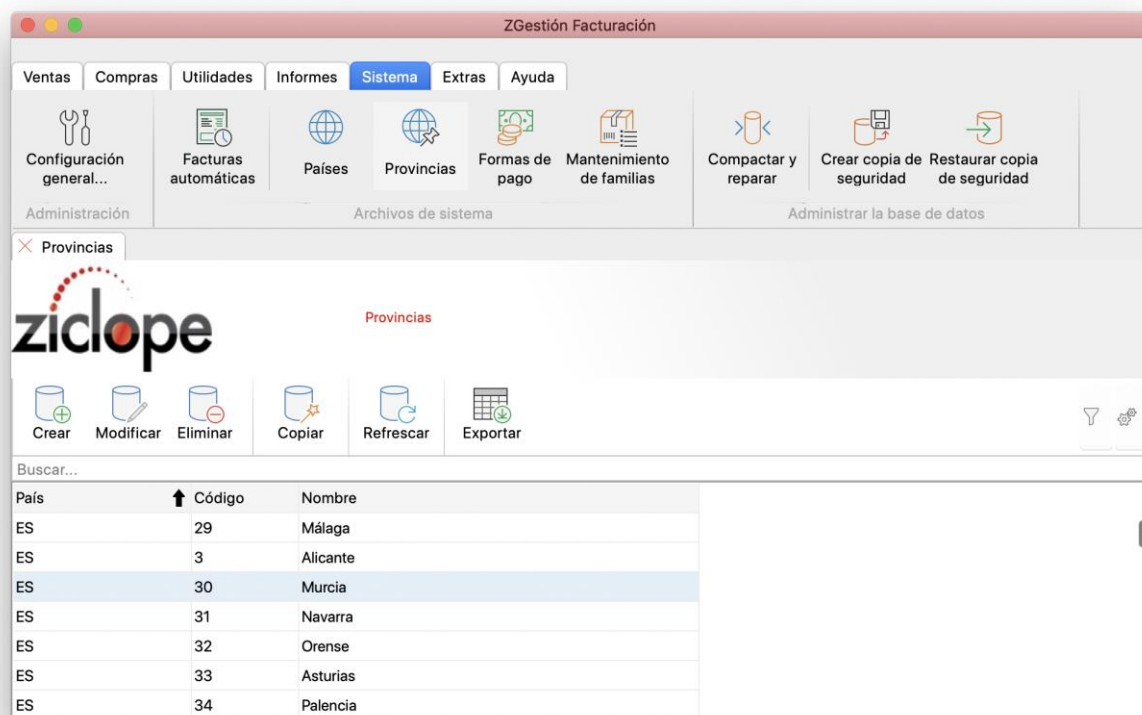 ZGestión Facturación
Ventas Compras Utilidades Informes Sistema Extras Ayuda
Configuración general...
Facturas automáticas
Países
Provincias
Formas de pago
Mantenimiento de familias
Compactar y reparar
Crear copia de seguridad
Restaurar copia de seguridad
Administración Archivos de sistema Administrar la base de datos
Provincias
ziclope
Provincias
Crear Modificar Eliminar Copiar Refrescar Exportar
Buscar...
País Código Nombre
ES 29 Málaga
ES 3 Alicante
ES 30 Murcia
ES 31 Navarra
ES 32 Orense
ES 33 Asturias
ES 34 Palencia